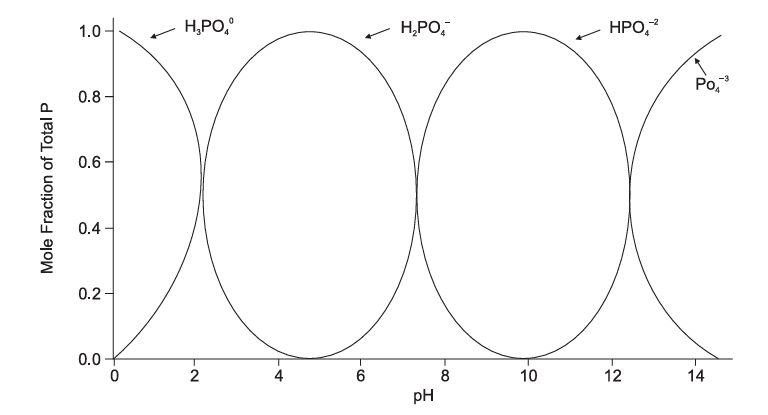 H₃PO₄⁰
H₂PO₄⁻
HPO₄⁻²
Po₄⁻³
Mole Fraction of Total P
1.0
0.8
0.6
0.4
0.2
0.0
0 2 4 6 8 10 12 14
pH